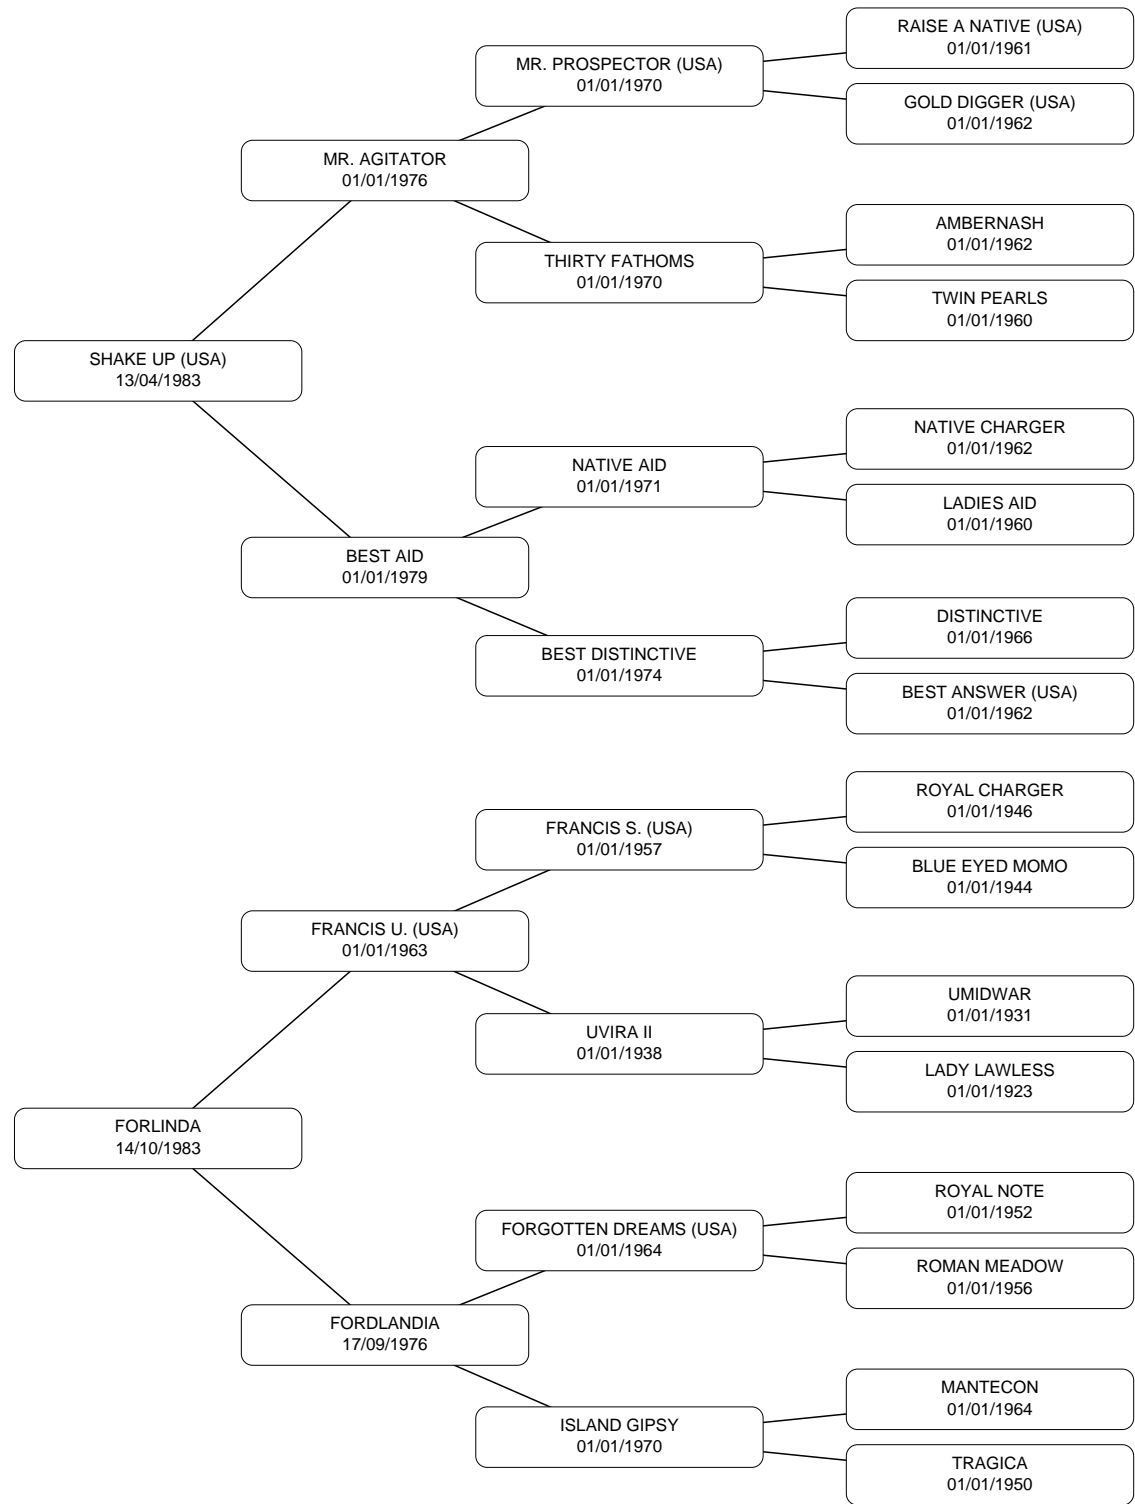 RAISE A NATIVE (USA)
01/01/1961
MR. PROSPECTOR (USA)
01/01/1970
GOLD DIGGER (USA)
01/01/1962
MR. AGITATOR
01/01/1976
AMBERNASH
01/01/1962
THIRTY FATHOMS
01/01/1970
TWIN PEARLS
01/01/1960
SHAKE UP (USA)
13/04/1983
NATIVE CHARGER
01/01/1962
NATIVE AID
01/01/1971
LADIES AID
01/01/1960
BEST AID
01/01/1979
DISTINCTIVE
01/01/1966
BEST DISTINCTIVE
01/01/1974
BEST ANSWER (USA)
01/01/1962
ROYAL CHARGER
01/01/1946
FRANCIS S. (USA)
01/01/1957
BLUE EYED MOMO
01/01/1944
FRANCIS U. (USA)
01/01/1963
UMIDWAR
01/01/1931
UVIRA II
01/01/1938
LADY LAWLESS
01/01/1923
FORLINDA
14/10/1983
ROYAL NOTE
01/01/1952
FORGOTTEN DREAMS (USA)
01/01/1964
ROMAN MEADOW
01/01/1956
FORDLANDIA
17/09/1976
MANTECON
01/01/1964
ISLAND GIPSY
01/01/1970
TRAGICA
01/01/1950